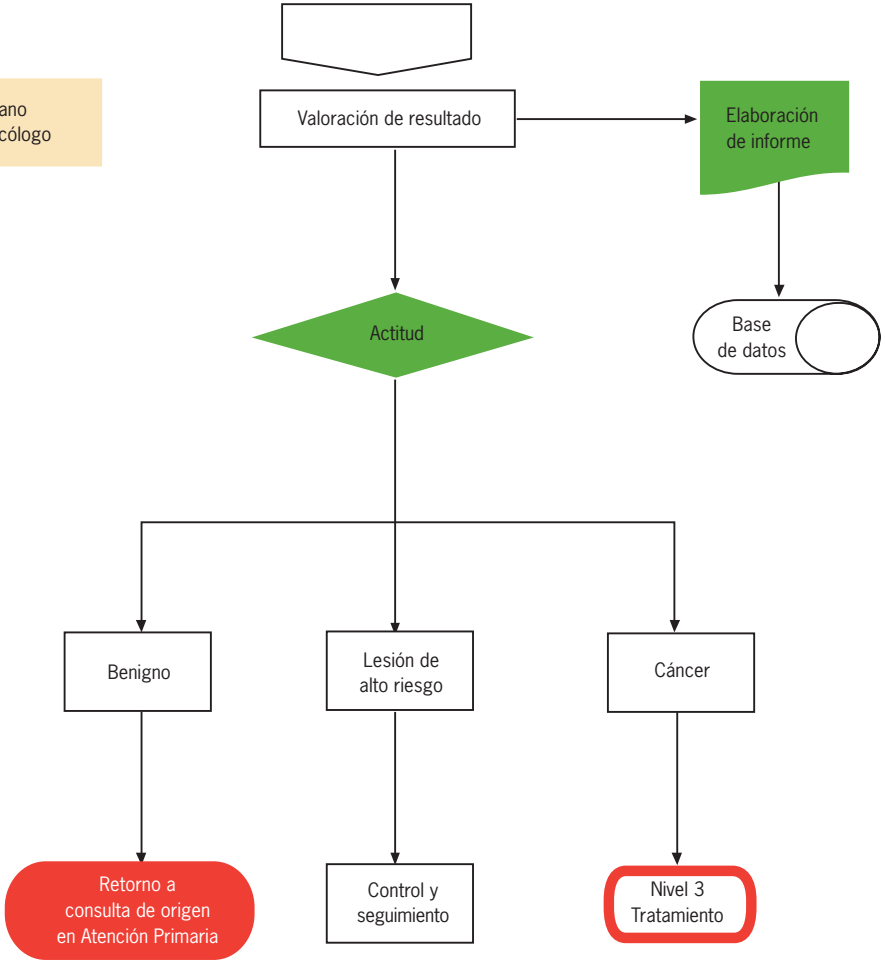 ano
cólogo
Valoración de resultado
Elaboración
de informe
Actitud
Base
de datos
Benigno
Lesión de
alto riesgo
Cáncer
Retorno a
consulta de origen
en Atención Primaria
Control y
seguimiento
Nivel 3
Tratamiento